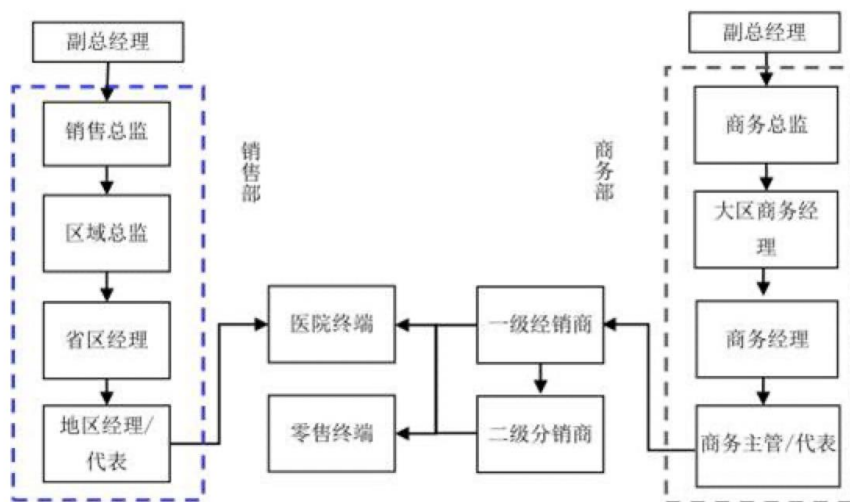 副总经理
销售总监
区域总监
省区经理
地区经理/
代表
销售部
医院终端
零售终端
一级经销商
二级分销商
商务部
副总经理
商务总监
大区商务经
理
商务经理
商务主管/代表